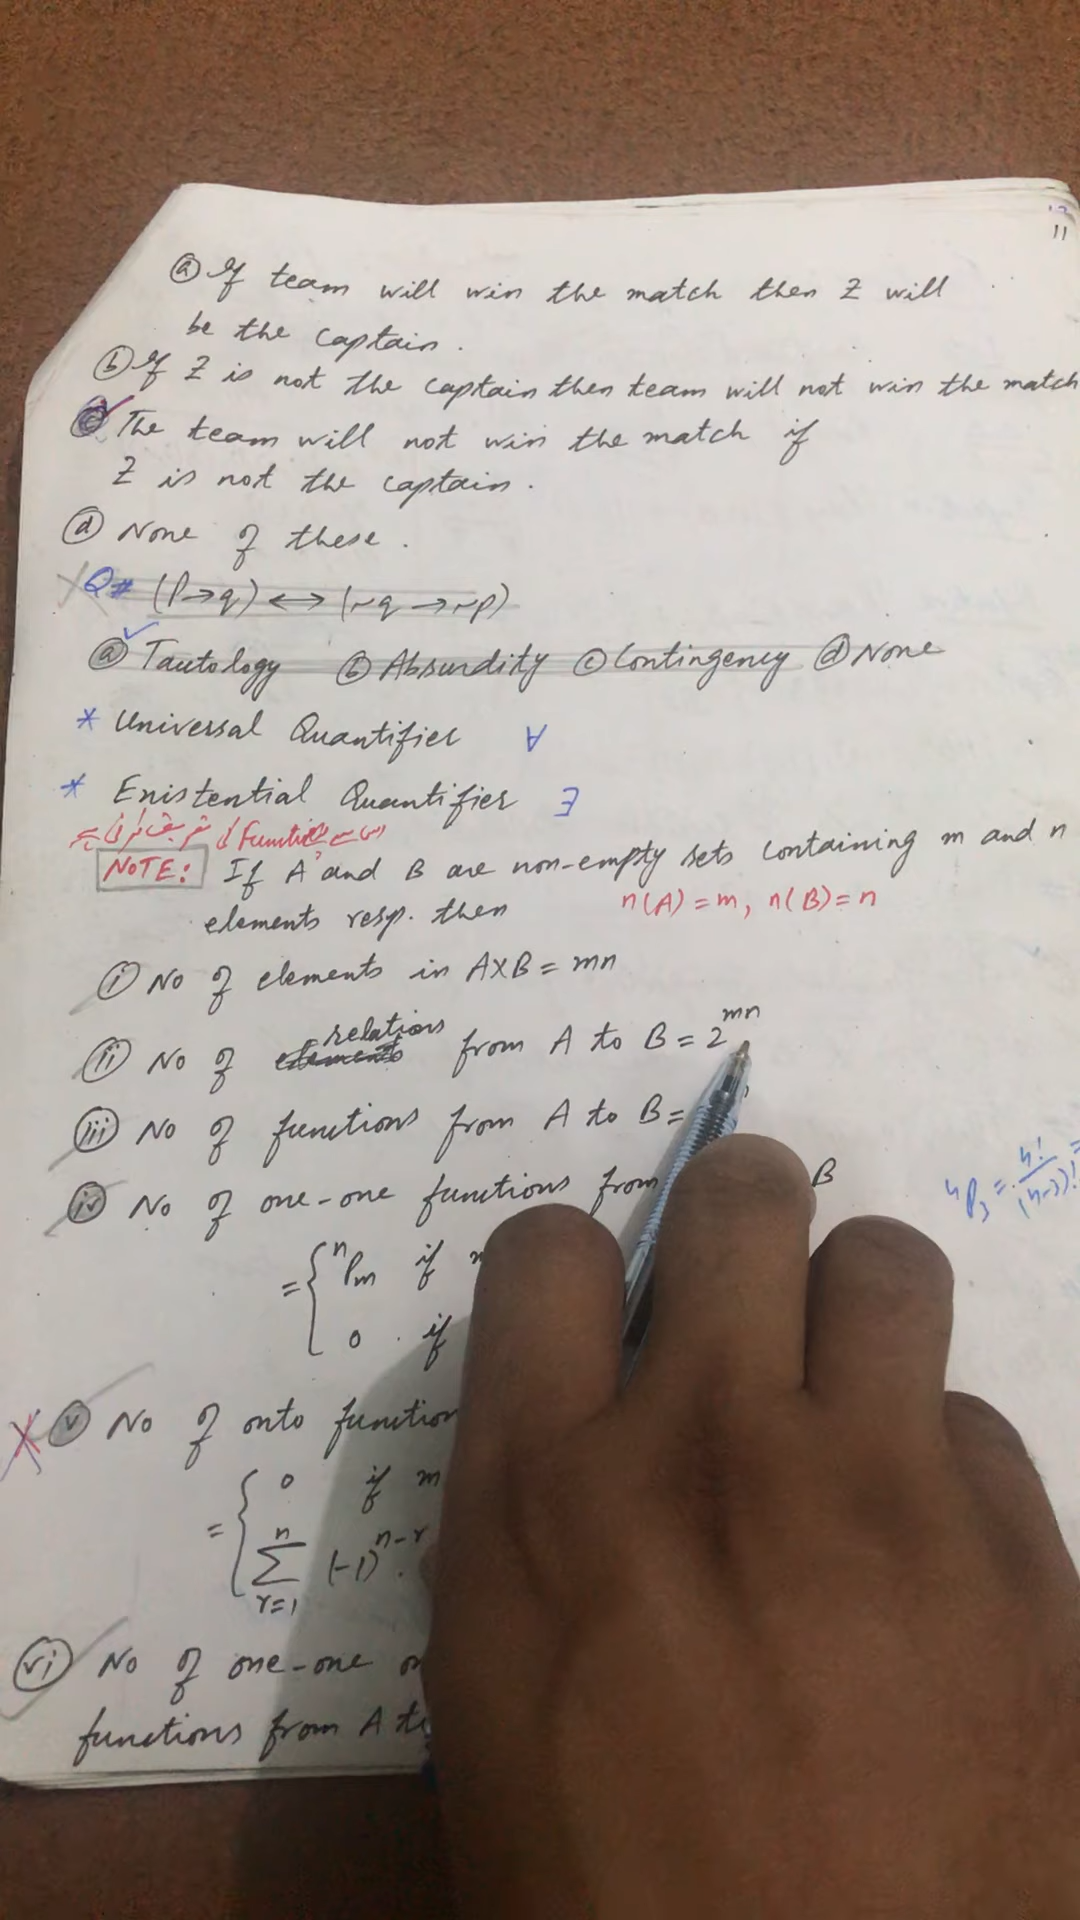 11
ⓐ If team will win the match then Z will
be the captain.
ⓑ If Z is not the captain then team will not win the match
ⓒ The team will not win the match if
Z is not the captain.
ⓓ None of these.
Q# (p→q) ↔ (~q →~p)
ⓐ Tautology ⓑ Absurdity ⓒ Contingency ⓓ None
* Universal Quantifier ∀
* Existential Quantifier ∃
Function
NOTE: If A and B are non-empty sets containing m and n
elements resp. then n(A) = m, n(B) = n
(i) No of elements in A×B = mn
(ii) No of relations from A to B = 2^mn
(iii) No of functions from A to B =
(iv) No of one-one functions from B
= { ⁿPm if
0 if
⁴P₃ = 4!/(4-3)! =
(v) No of onto function
= { 0 if m
n∑r=1 (-1)^n-r
(vi) No of one-one
functions from A to